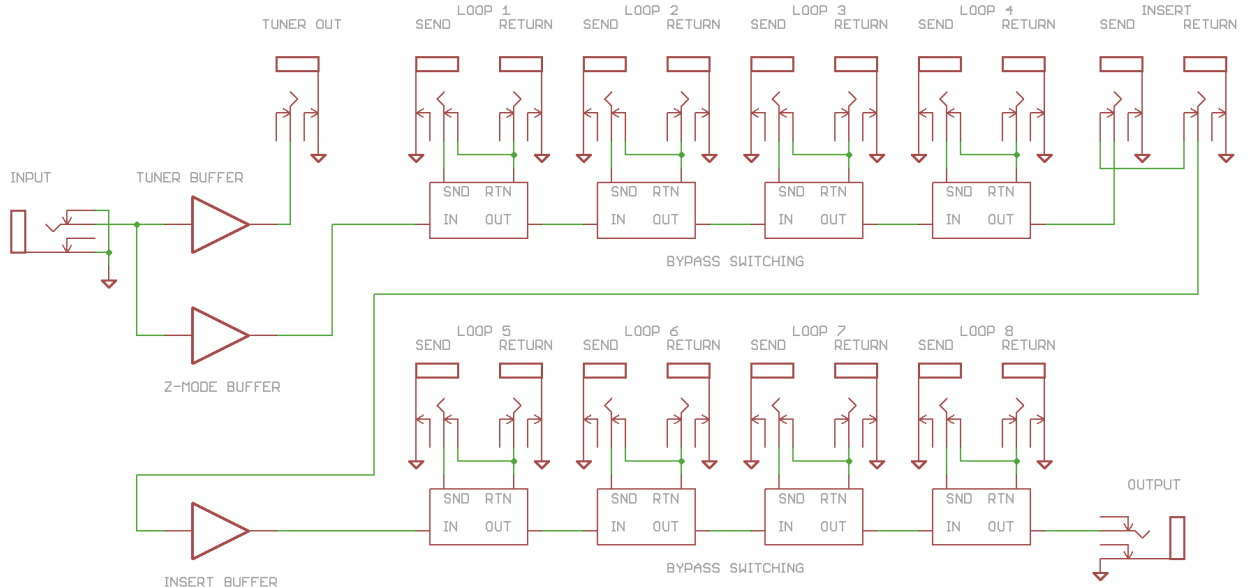 LOOP 1 LOOP 2 LOOP 3 LOOP 4 INSERT
TUNER OUT SEND RETURN SEND RETURN SEND RETURN SEND RETURN SEND RETURN
INPUT TUNER BUFFER
SND RTN SND RTN SND RTN SND RTN
IN OUT IN OUT IN OUT IN OUT
BYPASS SWITCHING
LOOP 5 LOOP 6 LOOP 7 LOOP 8
SEND RETURN SEND RETURN SEND RETURN SEND RETURN
Z-MODE BUFFER
OUTPUT
SND RTN SND RTN SND RTN SND RTN
IN OUT IN OUT IN OUT IN OUT
BYPASS SWITCHING
INSERT BUFFER